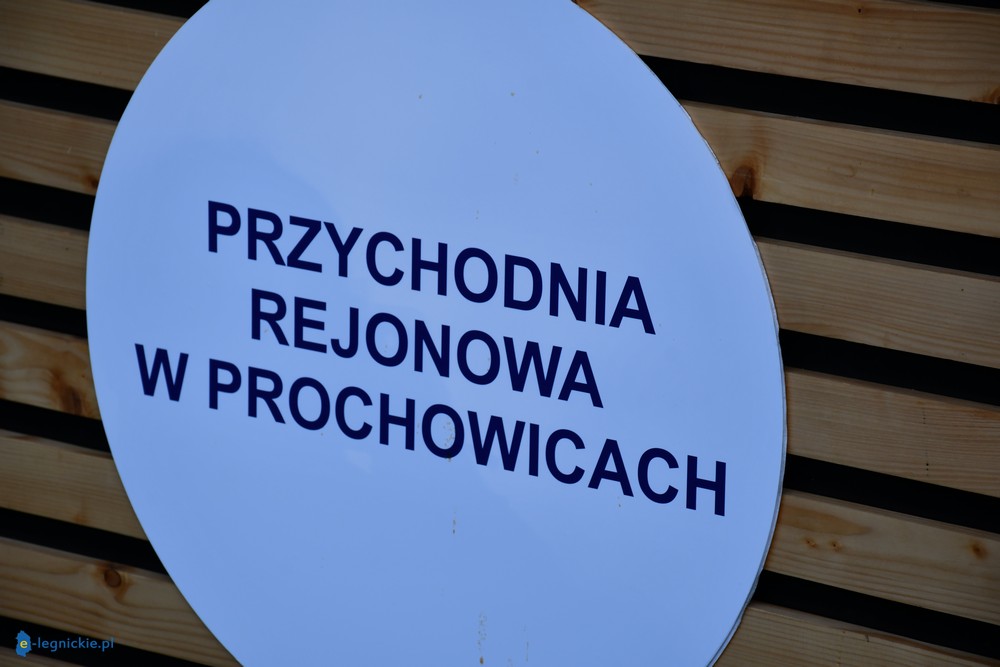 PRZYCHODNIA
REJONOWA
W PROCHOWICACH
e-legnickie.pl